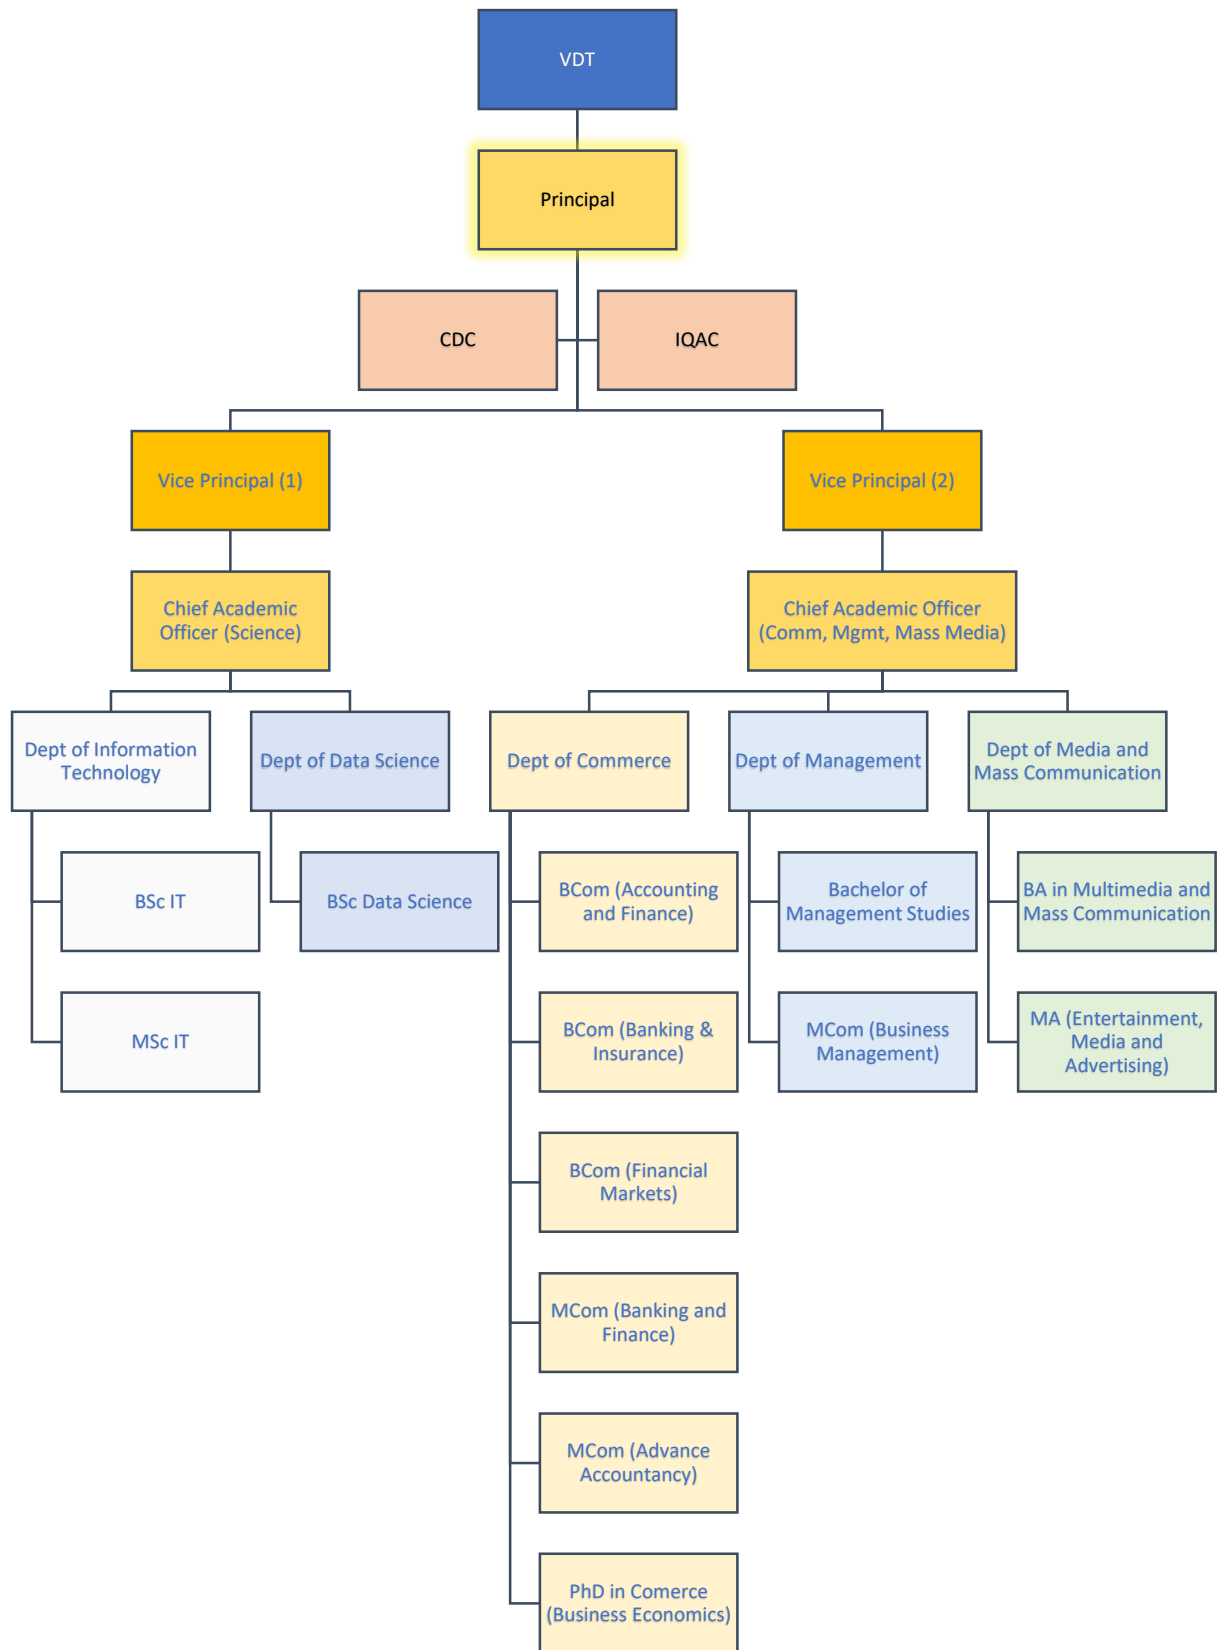 VDT
Principal
CDC
IQAC
Vice Principal (1)
Vice Principal (2)
Chief Academic
Officer (Science)
Chief Academic Officer
(Comm, Mgmt, Mass Media)
Dept of Information
Technology
Dept of Data Science
Dept of Commerce
Dept of Management
Dept of Media and
Mass Communication
BSc IT
BSc Data Science
BCom (Accounting
and Finance)
Bachelor of
Management Studies
BA in Multimedia and
Mass Communication
MSc IT
BCom (Banking &
Insurance)
MCom (Business
Management)
MA (Entertainment,
Media and
Advertising)
BCom (Financial
Markets)
MCom (Banking and
Finance)
MCom (Advance
Accountancy)
PhD in Comerce
(Business Economics)